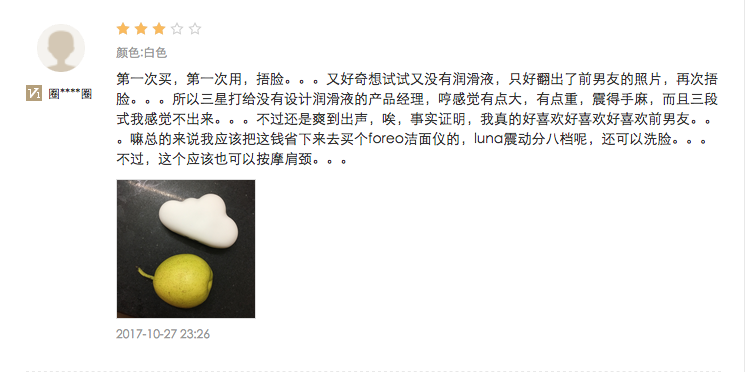 颜色:白色
第一次买，第一次用，捂脸。。。又好奇想试试又没有润滑液，只好翻出了前男友的照片，再次捂
V1 圈****圈
脸。。。所以三星打给没有设计润滑液的产品经理，哼感觉有点大，有点重，震得手麻，而且三段
式我感觉不出来。。。不过还是爽到出声，唉，事实证明，我真的好喜欢好喜欢好喜欢前男友。。
。嘛总的来说我应该把这钱省下来去买个foreo洁面仪的，luna震动分八档呢，还可以洗脸。。。
不过，这个应该也可以按摩肩颈。。。
2017-10-27 23:26